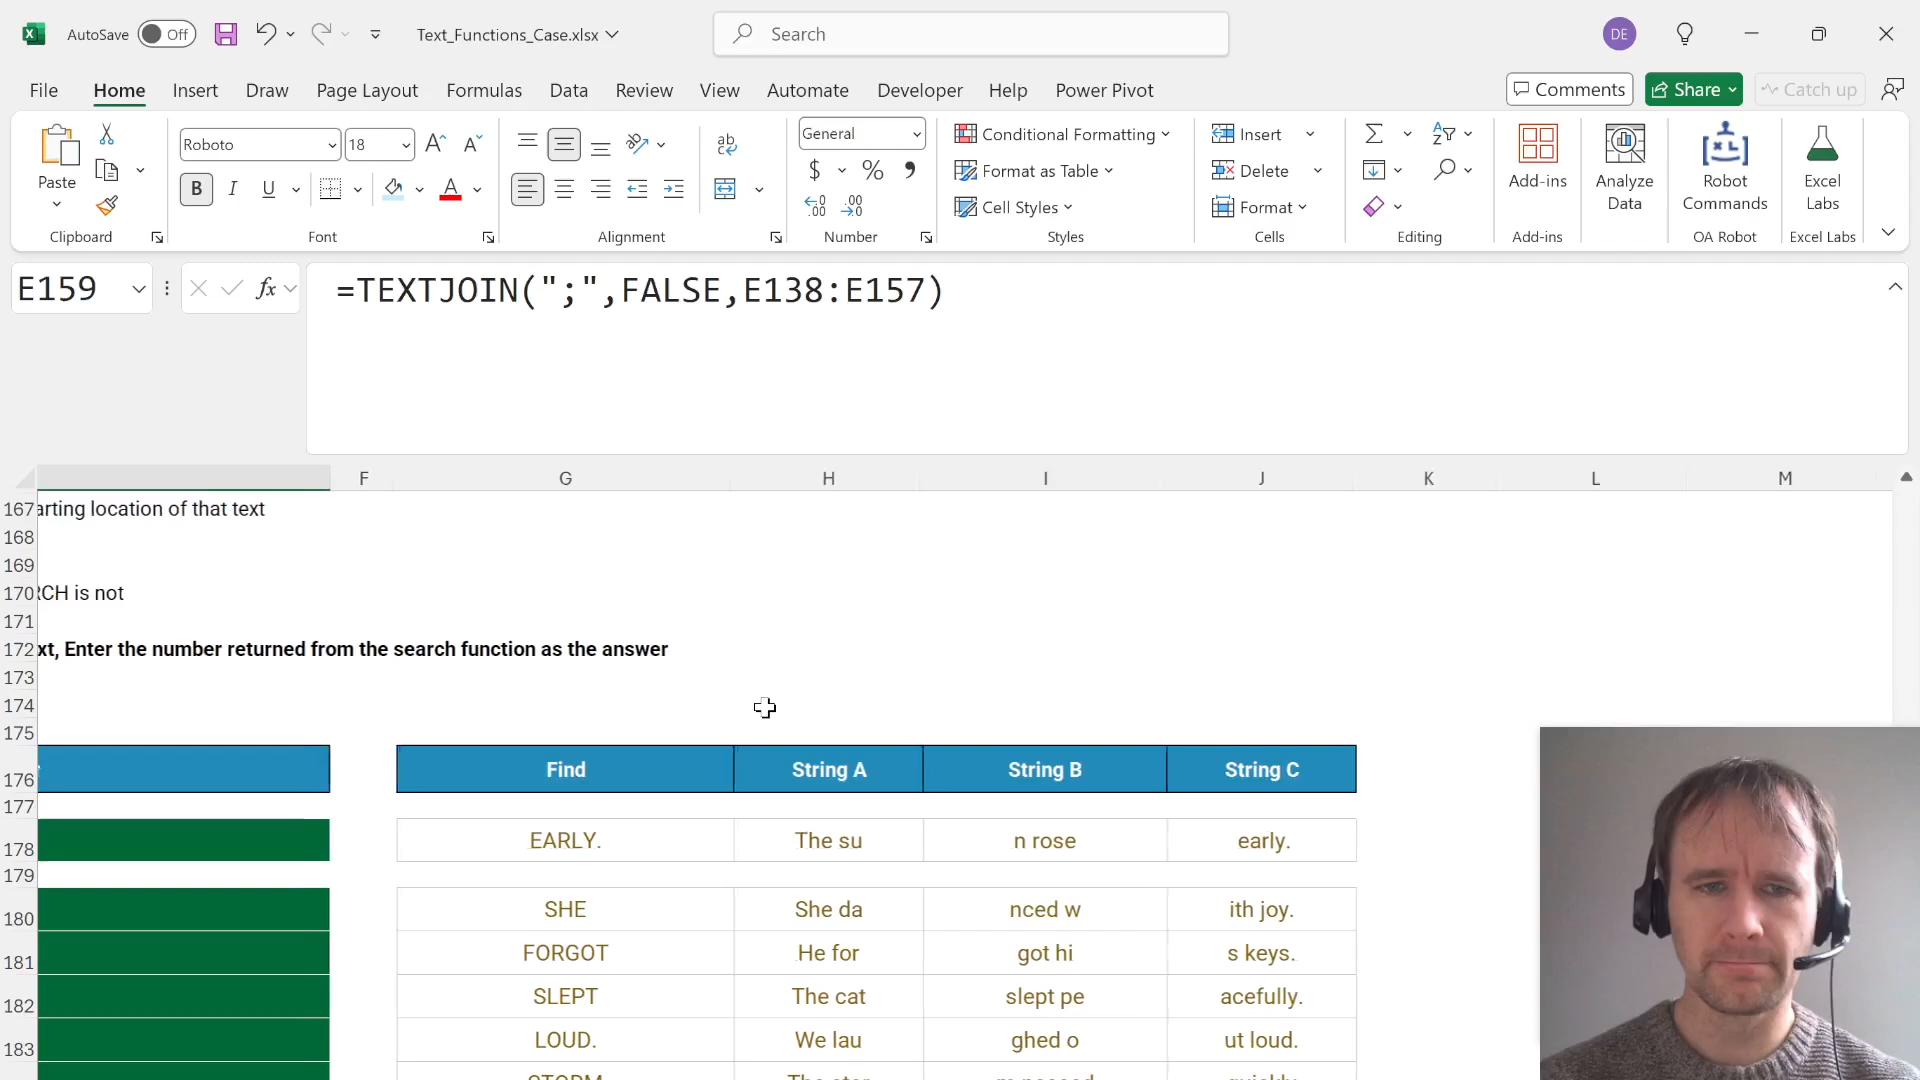 AutoSave Off Text_Functions_Case.xlsx Search DE
File Home Insert Draw Page Layout Formulas Data Review View Automate Developer Help Power Pivot Comments Share Catch up
Paste
Clipboard
Roboto 18
B I U
Font
ab
Alignment
General
$ % ,
Number
Conditional Formatting
Format as Table
Cell Styles
Styles
Insert
Delete
Format
Cells
Editing
Add-ins
Add-ins
Analyze Data
Robot Commands
OA Robot
Excel Labs
Excel Labs
E159 fx =TEXTJOIN(";",FALSE,E138:E157)
F G H I J K L M
167 arting location of that text
168
169
170 RCH is not
171
172 xt, Enter the number returned from the search function as the answer
173
174
175
176 Find String A String B String C
177
178 EARLY. The su n rose early.
179
180 SHE She da nced w ith joy.
181 FORGOT He for got hi s keys.
182 SLEPT The cat slept pe acefully.
183 LOUD. We lau ghed o ut loud.